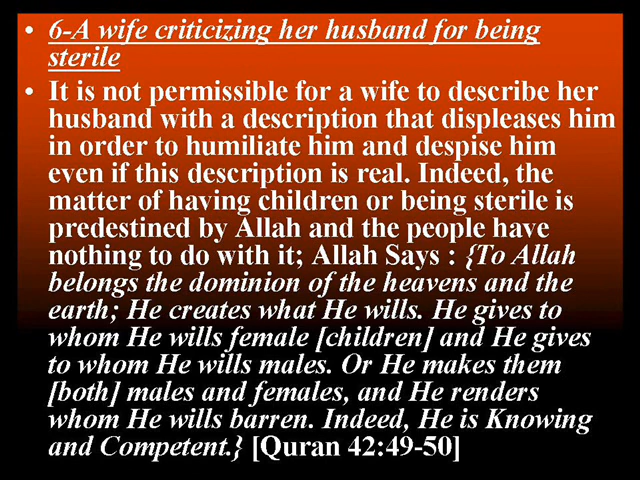 • 6-A wife criticizing her husband for being
sterile
• It is not permissible for a wife to describe her
husband with a description that displeases him
in order to humiliate him and despise him
even if this description is real. Indeed, the
matter of having children or being sterile is
predestined by Allah and the people have
nothing to do with it; Allah Says : {To Allah
belongs the dominion of the heavens and the
earth; He creates what He wills. He gives to
whom He wills female [children] and He gives
to whom He wills males. Or He makes them
[both] males and females, and He renders
whom He wills barren. Indeed, He is Knowing
and Competent.} [Quran 42:49-50]